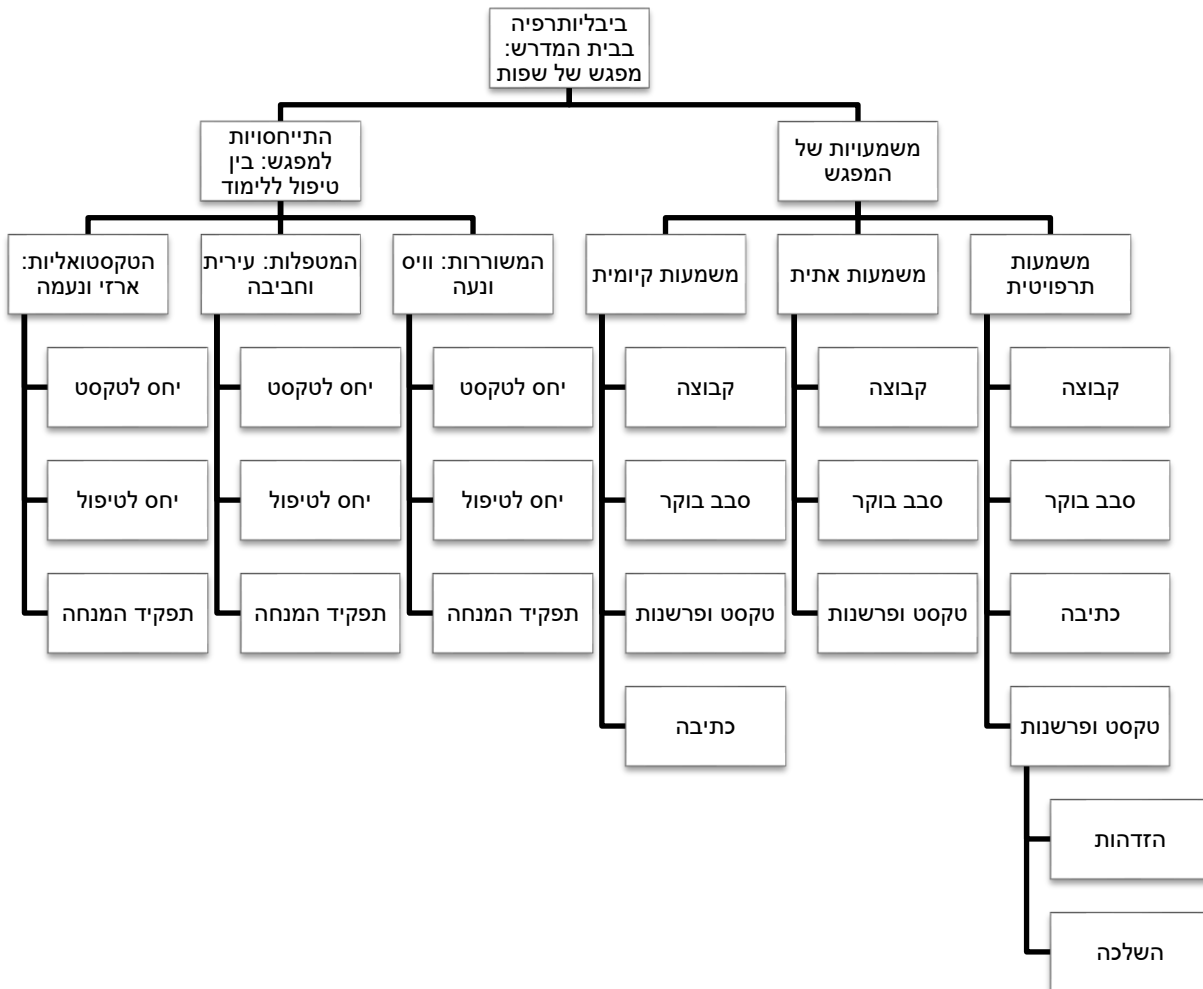 ביבליותרפיה
בבית המדרש:
מפגש של שפות
משמעויות של
המפגש
התייחסויות
למפגש: בין
טיפול ללימוד
משמעות
תרפויטית
משמעות אתית
משמעות קיומית
המשוררות: וויס
ונעה
המטפלות: עירית
וחביבה
הטקסטואליות:
ארזי ונעמה
קבוצה
קבוצה
קבוצה
יחס לטקסט
יחס לטקסט
יחס לטקסט
סבב בוקר
סבב בוקר
סבב בוקר
יחס לטיפול
יחס לטיפול
יחס לטיפול
כתיבה
טקסט ופרשנות
טקסט ופרשנות
תפקיד המנחה
תפקיד המנחה
תפקיד המנחה
טקסט ופרשנות
כתיבה
הזדהות
השלכה